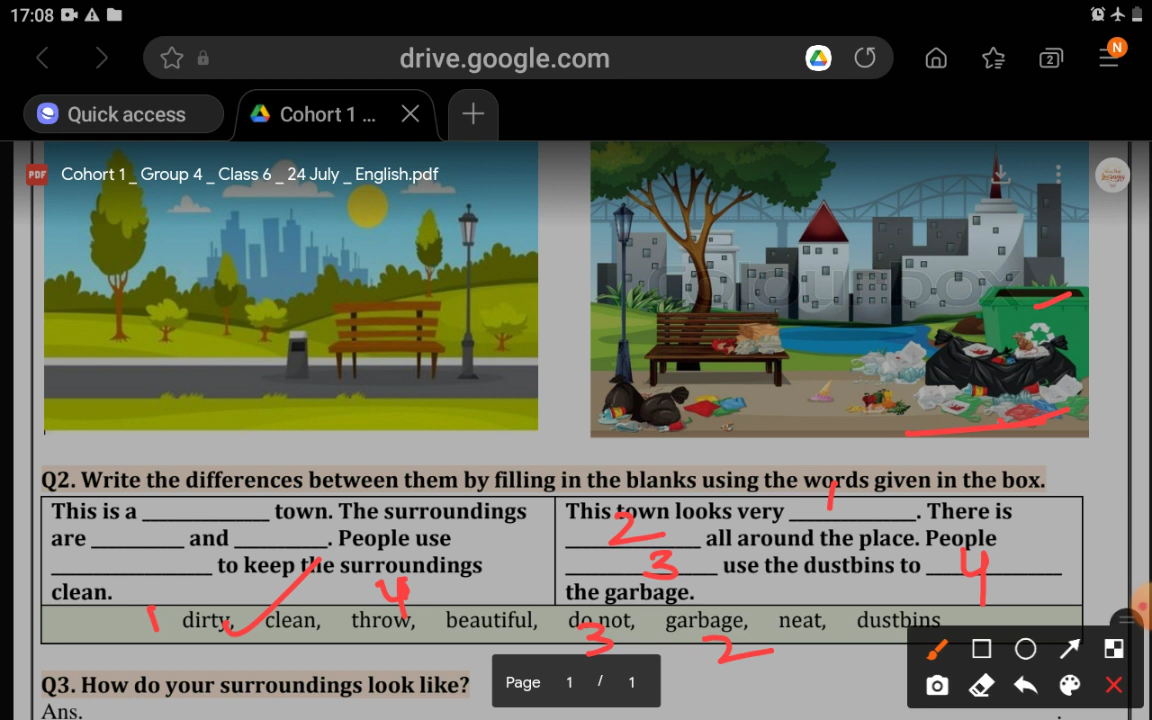 17:08
drive.google.com
2
N
Quick access
Cohort 1 ...
PDF Cohort 1 _ Group 4 _ Class 6 _ 24 July _ English.pdf
Q2. Write the differences between them by filling in the blanks using the words given in the box.
This is a ____________ town. The surroundings
are _________ and _________. People use
_______________ to keep the surroundings
clean.
This town looks very ____________. There is
_____________ all around the place. People
______________ use the dustbins to _____________
the garbage.
1
2
3
4
dirty, clean, throw, beautiful, do not, garbage, neat, dustbins
1
4
3
2
Q3. How do your surroundings look like?
Ans.
Page 1 / 1